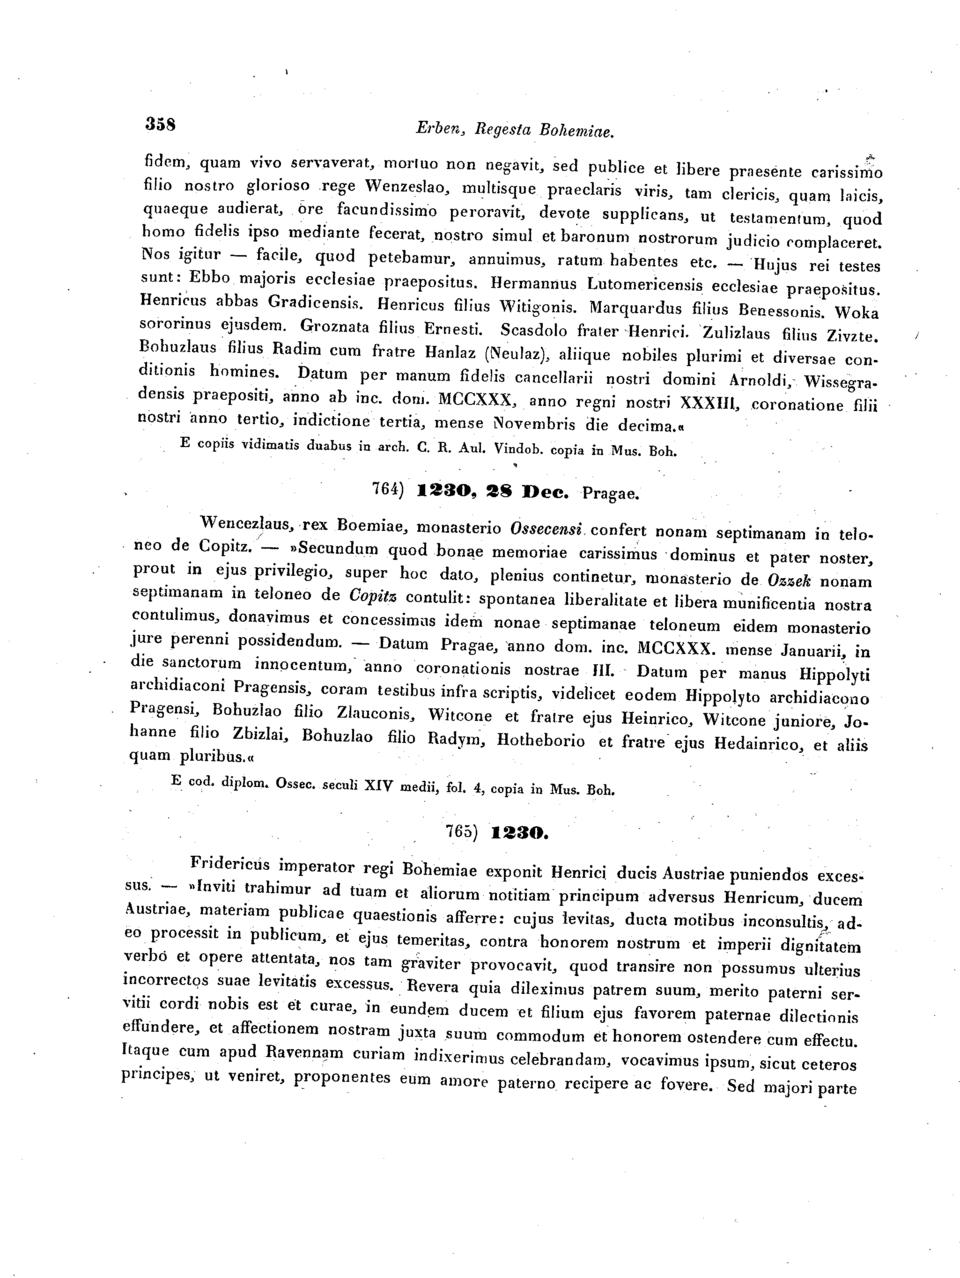 358 Erben, Regesta Bohemiae.
fidem, quam vivo servaverat, mortuo non negavit, sed publice et libere praesente carissimo
filio nostro glorioso rege Wenzeslao, multisque praeclaris viris, tam clericis, quam laicis,
quaeque audierat, ore facundissimo peroravit, devote supplicans, ut testamentum, quod
homo fidelis ipso mediante fecerat, nostro simul et baronum nostrorum judicio complaceret.
Nos igitur — facile, quod petebamur, annuimus, ratum habentes etc. — Hujus rei testes
sunt: Ebbo majoris ecclesiae praepositus. Hermannus Lutomericensis ecclesiae praepositus.
Henricus abbas Gradicensis. Henricus filius Witigonis. Marquardus filius Benessonis. Woka
sororinus ejusdem. Groznata filius Ernesti. Scasdolo frater Henrici. Zulizlaus filius Zivzte.
Bohuzlaus filius Radim cum fratre Hanlaz (Neulaz), aliique nobiles plurimi et diversae con-
ditionis homines. Datum per manum fidelis cancellarii nostri domini Arnoldi, Wissegra-
densis praepositi, anno ab inc. dom. MCCXXX, anno regni nostri XXXIII, coronatione filii
nostri anno tertio, indictione tertia, mense Novembris die decima.«
E copiis vidimatis duabus in arch. C. R. Aul. Vindob. copia in Mus. Boh.
764) 1230, 28 Dec. Pragae.
Wencezlaus, rex Boemiae, monasterio Ossecensi confert nonam septimanam in telo-
neo de Copitz. — »Secundum quod bonae memoriae carissimus dominus et pater noster,
prout in ejus privilegio, super hoc dato, plenius continetur, monasterio de Ozzek nonam
septimanam in teloneo de Copitz contulit: spontanea liberalitate et libera munificentia nostra
contulimus, donavimus et concessimus idem nonae septimanae teloneum eidem monasterio
jure perenni possidendum. — Datum Pragae, anno dom. inc. MCCXXX. mense Januarii, in
die sanctorum innocentum, anno coronationis nostrae III. Datum per manus Hippolyti
archidiaconi Pragensis, coram testibus infra scriptis, videlicet eodem Hippolyto archidiacono
Pragensi, Bohuzlao filio Zlauconis, Witcone et fratre ejus Heinrico, Witcone juniore, Jo-
hanne filio Zbizlai, Bohuzlao filio Radym, Hotheborio et fratre ejus Hedainrico, et aliis
quam pluribus.«
E cod. diplom. Ossec. seculi XIV medii, fol. 4, copia in Mus. Boh.
765) 1230.
Fridericus imperator regi Bohemiae exponit Henrici ducis Austriae puniendos exces-
sus. — »Inviti trahimur ad tuam et aliorum notitiam principum adversus Henricum, ducem
Austriae, materiam publicae quaestionis afferre: cujus levitas, ducta motibus inconsultis, ad-
eo processit in publicum, et ejus temeritas, contra honorem nostrum et imperii dignitatem
verbo et opere attentata, nos tam graviter provocavit, quod transire non possumus ulterius
incorrectos suae levitatis excessus. Revera quia dileximus patrem suum, merito paterni ser-
vitii cordi nobis est et curae, in eundem ducem et filium ejus favorem paternae dilectionis
effundere, et affectionem nostram juxta suum commodum et honorem ostendere cum effectu.
Itaque cum apud Ravennam curiam indixerimus celebrandam, vocavimus ipsum, sicut ceteros
principes, ut veniret, proponentes eum amore paterno recipere ac fovere. Sed majori parte